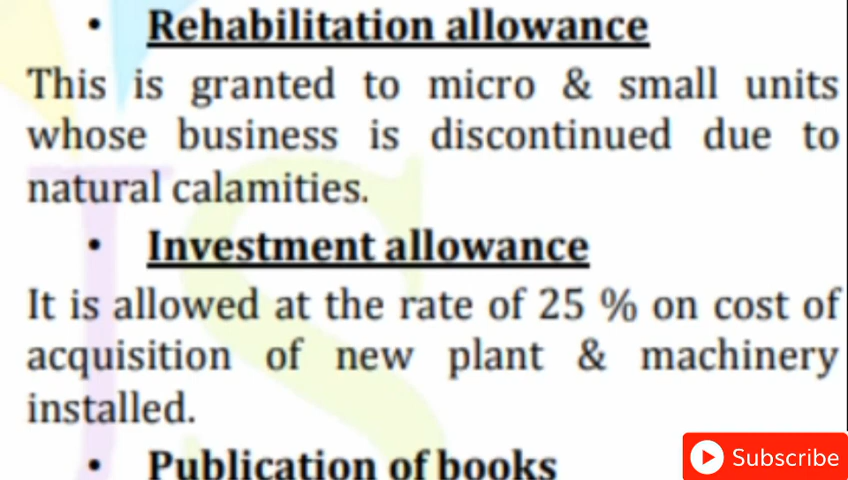 • Rehabilitation allowance
This is granted to micro & small units
whose business is discontinued due to
natural calamities.
• Investment allowance
It is allowed at the rate of 25 % on cost of
acquisition of new plant & machinery
installed.
• Publication of books
Subscribe